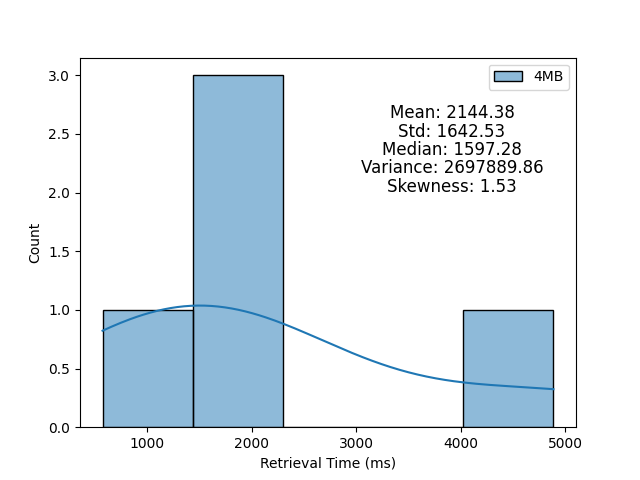 4MB
Mean: 2144.38
Std: 1642.53
Median: 1597.28
Variance: 2697889.86
Skewness: 1.53
3.0
2.5
2.0
1.5
1.0
0.5
0.0
Count
1000 2000 3000 4000 5000
Retrieval Time (ms)